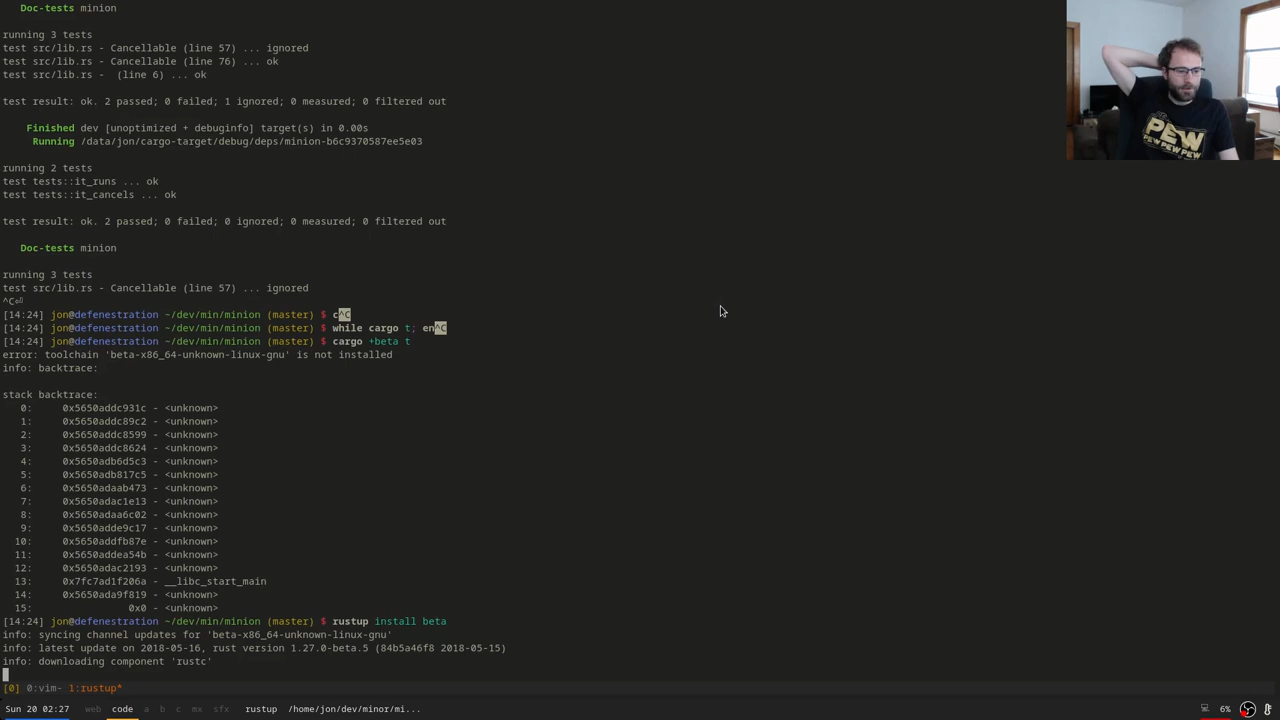 Doc-tests minion
running 3 tests
test src/lib.rs - Cancellable (line 57) ... ignored
test src/lib.rs - Cancellable (line 76) ... ok
test src/lib.rs -  (line 6) ... ok
test result: ok. 2 passed; 0 failed; 1 ignored; 0 measured; 0 filtered out
Finished dev [unoptimized + debuginfo] target(s) in 0.00s
Running /data/jon/cargo-target/debug/deps/minion-b6c9370587ee5e03
running 2 tests
test tests::it_runs ... ok
test tests::it_cancels ... ok
test result: ok. 2 passed; 0 failed; 0 ignored; 0 measured; 0 filtered out
Doc-tests minion
running 3 tests
test src/lib.rs - Cancellable (line 57) ... ignored
^C⏎
[14:24] jon@defenestration ~/dev/min/minion (master) $ c^C
[14:24] jon@defenestration ~/dev/min/minion (master) $ while cargo t; en^C
[14:24] jon@defenestration ~/dev/min/minion (master) $ cargo +beta t
error: toolchain 'beta-x86_64-unknown-linux-gnu' is not installed
info: backtrace:
stack backtrace:
0: 0x5650addc931c - <unknown>
1: 0x5650addc89c2 - <unknown>
2: 0x5650addc8599 - <unknown>
3: 0x5650addc8624 - <unknown>
4: 0x5650adb6d5c3 - <unknown>
5: 0x5650adb817c5 - <unknown>
6: 0x5650adaab473 - <unknown>
7: 0x5650adac1e13 - <unknown>
8: 0x5650adaa6c02 - <unknown>
9: 0x5650adde9c17 - <unknown>
10: 0x5650addfb87e - <unknown>
11: 0x5650addea54b - <unknown>
12: 0x5650adac2193 - <unknown>
13: 0x7fc7ad1f206a - __libc_start_main
14: 0x5650ada9f819 - <unknown>
15: 0x0 - <unknown>
[14:24] jon@defenestration ~/dev/min/minion (master) $ rustup install beta
info: syncing channel updates for 'beta-x86_64-unknown-linux-gnu'
info: latest update on 2018-05-16, rust version 1.27.0-beta.5 (84b5a46f8 2018-05-15)
info: downloading component 'rustc'
[0] 0:vim- 1:rustup*
Sun 20 02:27 web code a b c mx sfx rustup /home/jon/dev/minor/mi... 6%
PEW
PEW PEW PEW